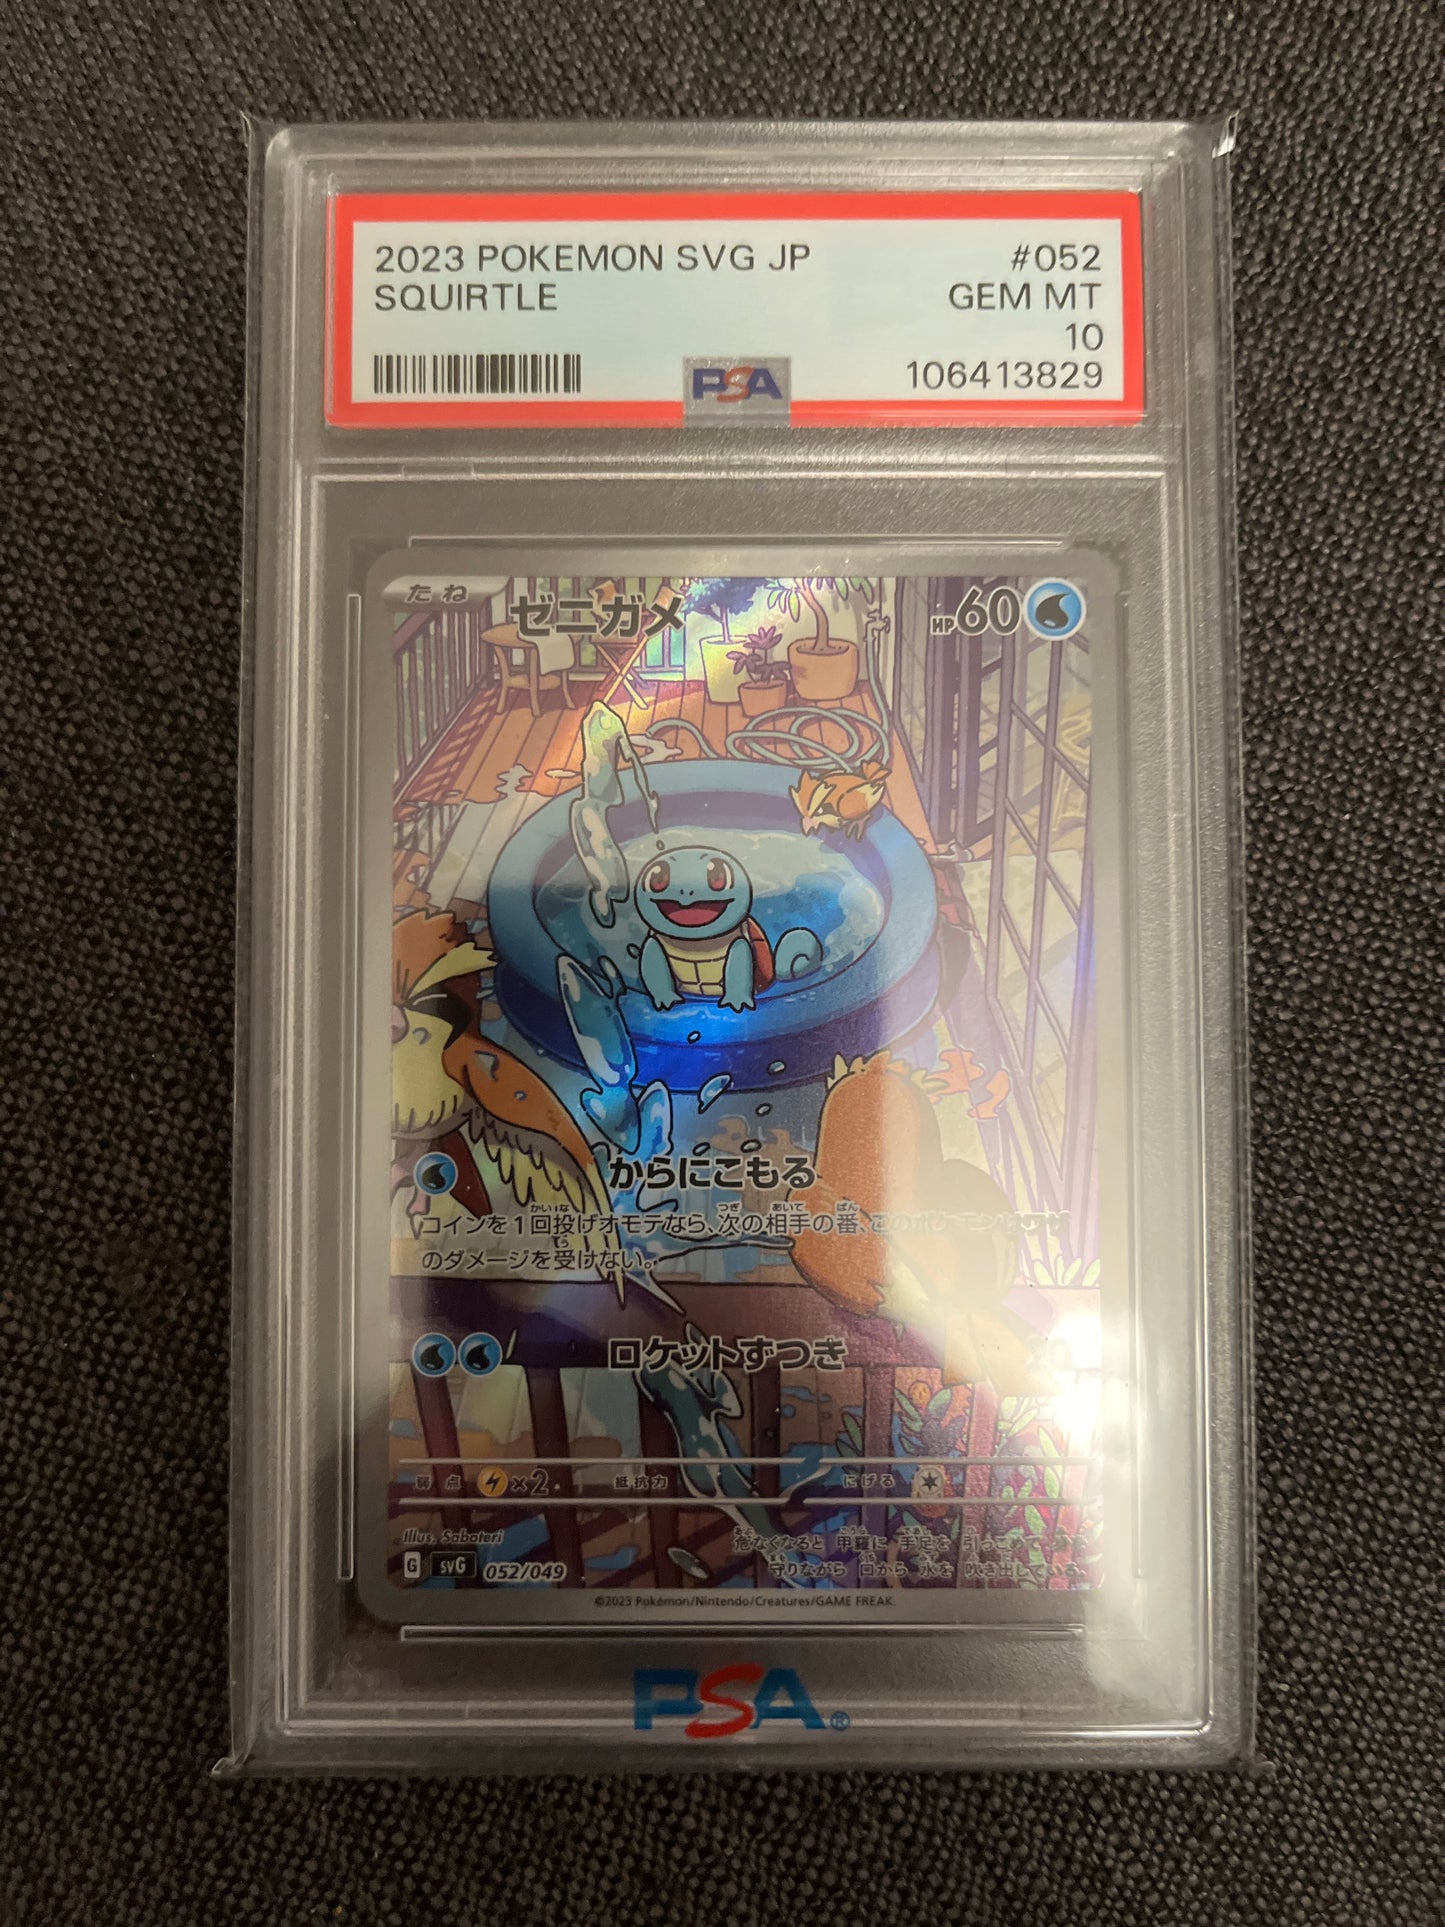 2023 POKEMON SVG JP #052
SQUIRTLE GEM MT
10
PSA 106413829
たね ゼニガメ HP60
からにこもる
コインを1回投げオモテなら、次の相手の番、このポケモンはワザ
のダメージを受けない。
ロケットずつき 20
弱点 ×2 抵抗力 にげる
Illus. Saboteri
危なくなると 甲羅に 手足を 引っこめて 身を
守りながら 口から 水を 吹き出している。
G svG 052/049
©2023 Pokémon/Nintendo/Creatures/GAME FREAK.
PSA®